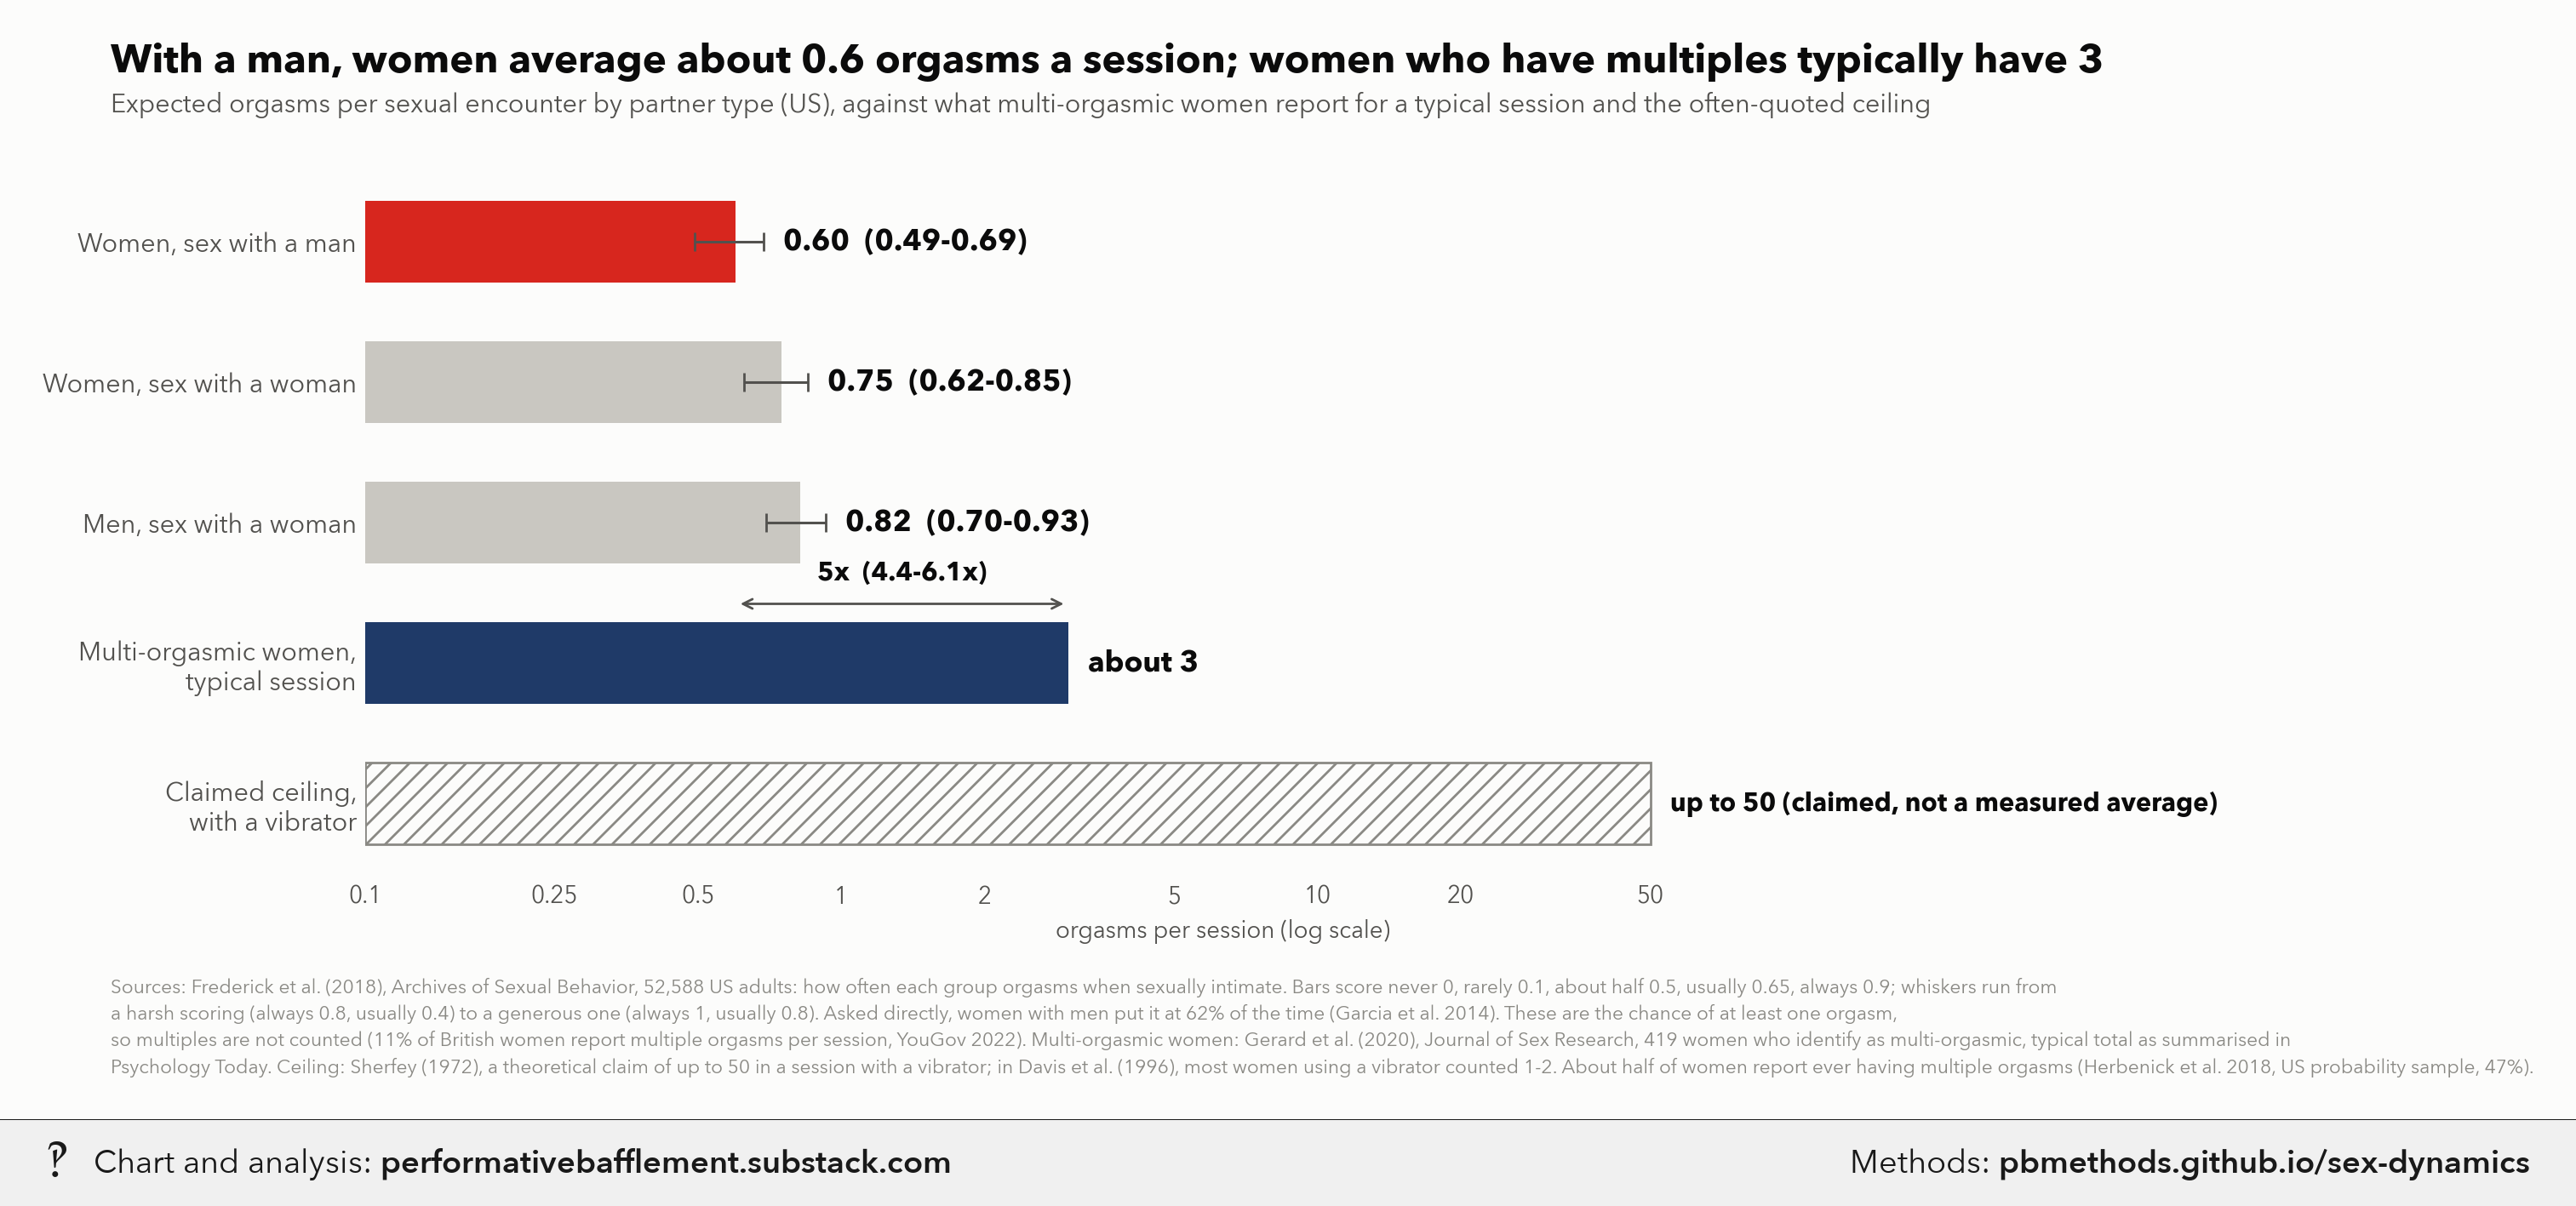 With a man, women average about 0.6 orgasms a session; women who have multiples typically have 3
Expected orgasms per sexual encounter by partner type (US), against what multi-orgasmic women report for a typical session and the often-quoted ceiling
Women, sex with a man
0.60 (0.49-0.69)
Women, sex with a woman
0.75 (0.62-0.85)
Men, sex with a woman
0.82 (0.70-0.93)
5x (4.4-6.1x)
Multi-orgasmic women,
typical session
about 3
Claimed ceiling,
with a vibrator
up to 50 (claimed, not a measured average)
0.1 0.25 0.5 1 2 5 10 20 50
orgasms per session (log scale)
Sources: Frederick et al. (2018), Archives of Sexual Behavior, 52,588 US adults: how often each group orgasms when sexually intimate. Bars score never 0, rarely 0.1, about half 0.5, usually 0.65, always 0.9; whiskers run from
a harsh scoring (always 0.8, usually 0.4) to a generous one (always 1, usually 0.8). Asked directly, women with men put it at 62% of the time (Garcia et al. 2014). These are the chance of at least one orgasm,
so multiples are not counted (11% of British women report multiple orgasms per session, YouGov 2022). Multi-orgasmic women: Gerard et al. (2020), Journal of Sex Research, 419 women who identify as multi-orgasmic, typical total as summarised in
Psychology Today. Ceiling: Sherfey (1972), a theoretical claim of up to 50 in a session with a vibrator; in Davis et al. (1996), most women using a vibrator counted 1-2. About half of women report ever having multiple orgasms (Herbenick et al. 2018, US probability sample, 47%).
‽ Chart and analysis: performativebafflement.substack.com
Methods: pbmethods.github.io/sex-dynamics